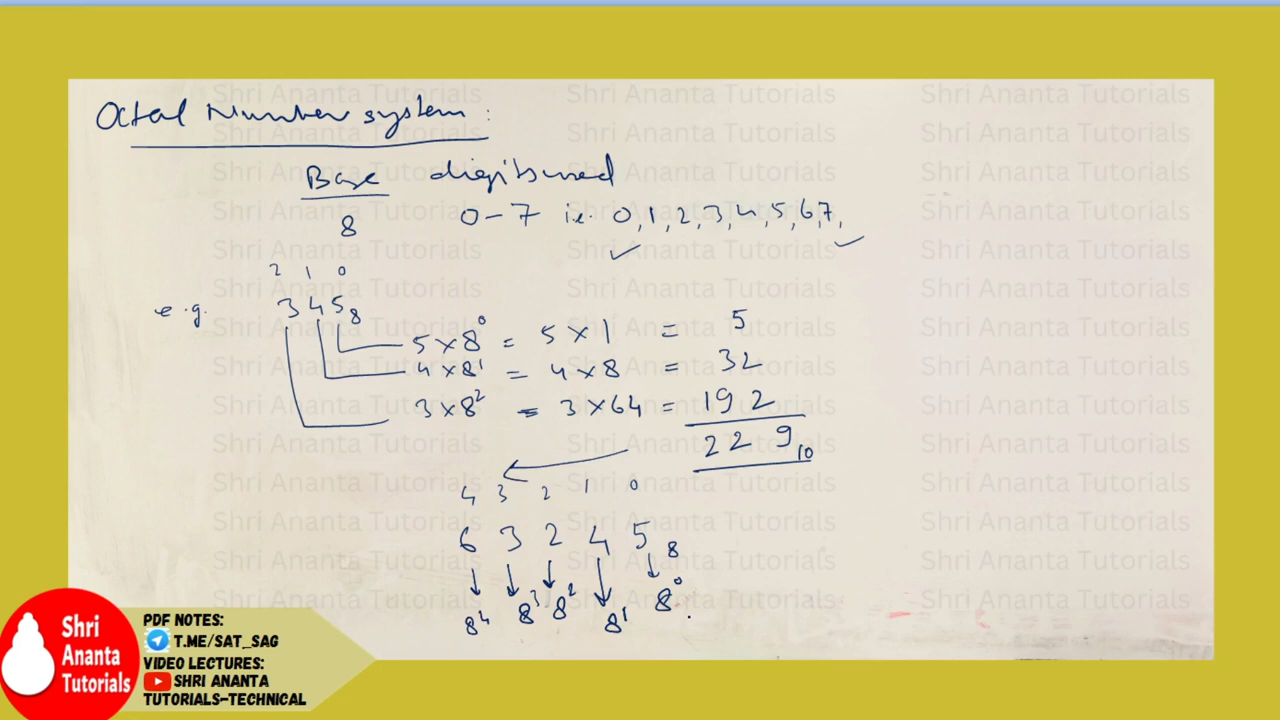 Octal Number system:
Base digits used
8 0-7 i.e. 0,1,2,3,4,5,6,7,
2 1 0
e.g. 345₈
5×8⁰ = 5×1 = 5
4×8¹ = 4×8 = 32
3×8² = 3×64 = 192
229₁₀
4 3 2 1 0
6 3 2 4 5 ₈
8⁴ 8³ 8² 8¹ 8⁰
Shri Ananta Tutorials
Shri
Ananta
Tutorials
PDF NOTES:
T.ME/SAT_SAG
VIDEO LECTURES:
SHRI ANANTA
TUTORIALS-TECHNICAL